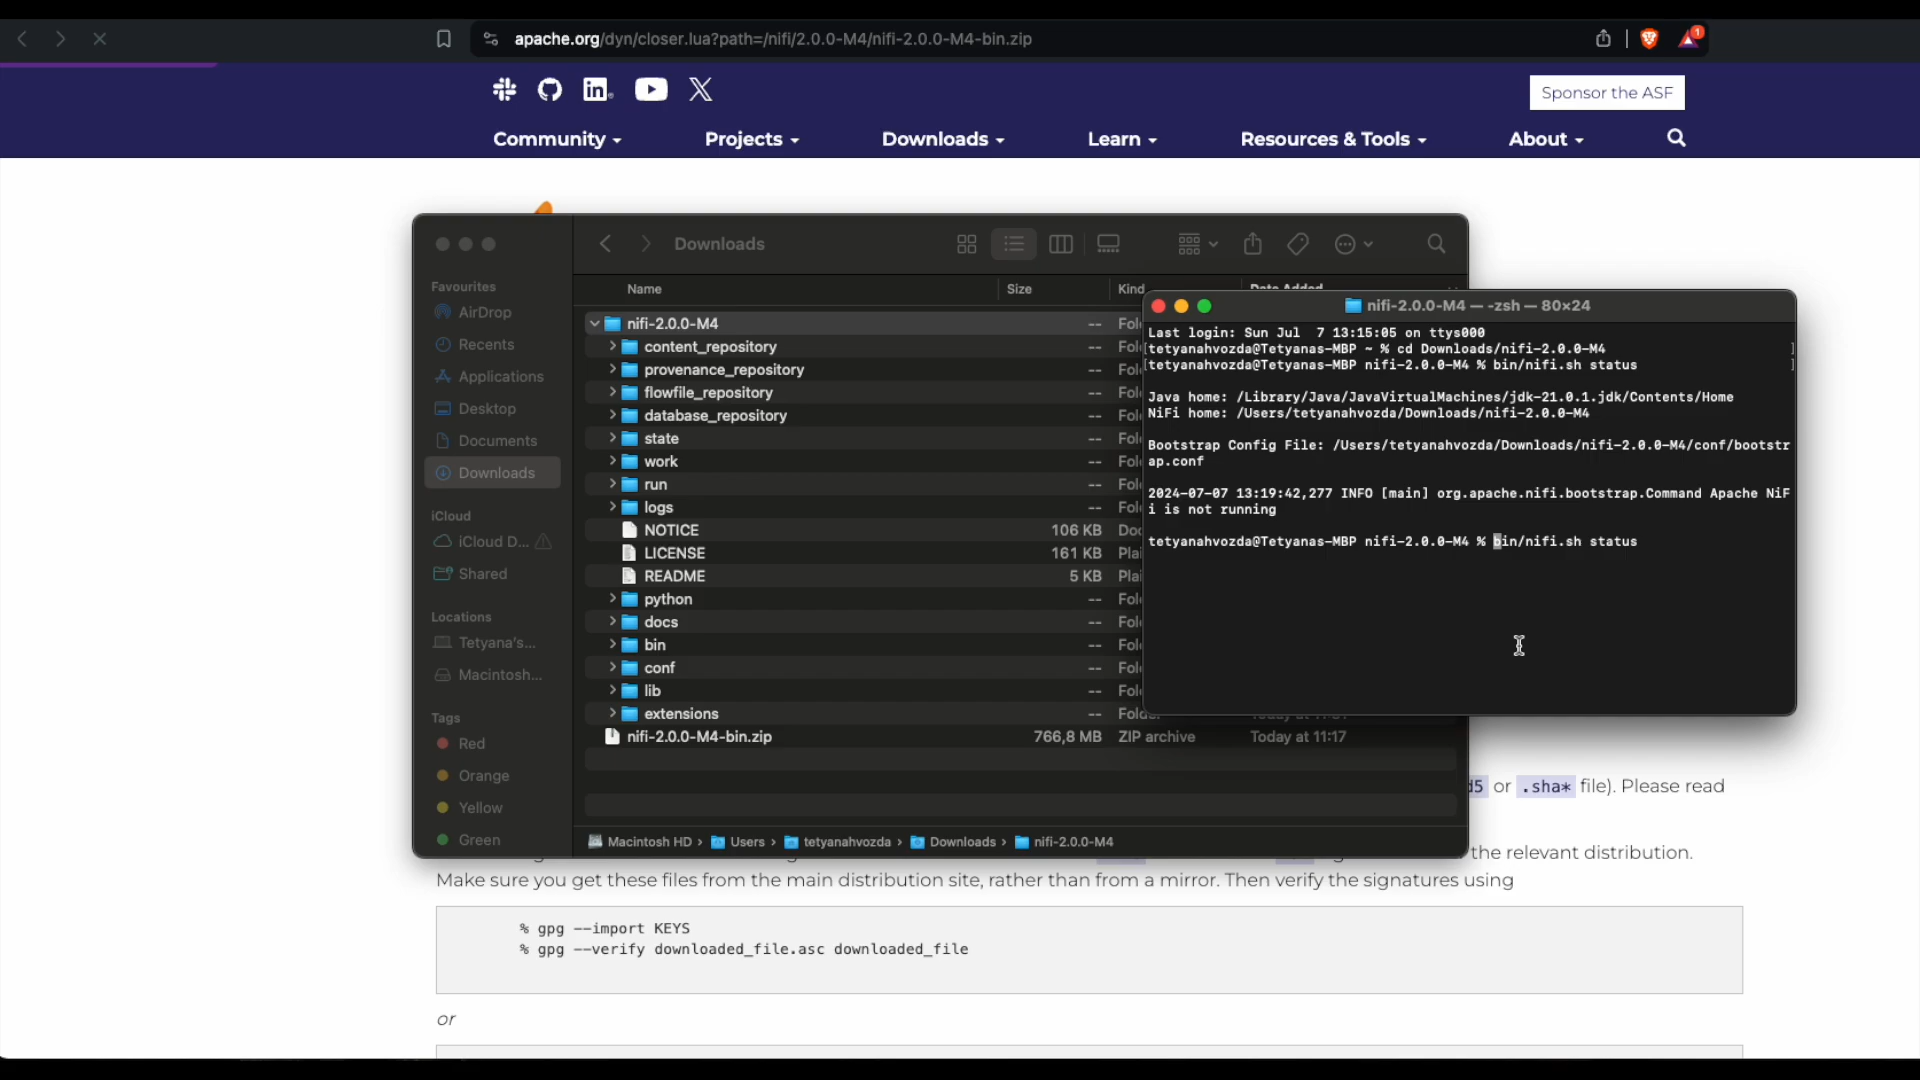 apache.org/dyn/closer.lua?path=/nifi/2.0.0-M4/nifi-2.0.0-M4-bin.zip
1
Sponsor the ASF
Community
Projects
Downloads
Learn
Resources & Tools
About
Downloads
Favourites
AirDrop
Recents
Applications
Desktop
Documents
Downloads
iCloud
iCloud D...
Shared
Locations
Tetyana's...
Macintosh...
Tags
Red
Orange
Yellow
Green
Name Size Kind Date Added
nifi-2.0.0-M4 --
content_repository --
provenance_repository --
flowfile_repository --
database_repository --
state --
work --
run --
logs --
NOTICE 106 KB
LICENSE 161 KB
README 5 KB
python --
docs --
bin --
conf --
lib --
extensions --
nifi-2.0.0-M4-bin.zip 766,8 MB ZIP archive Today at 11:17
Macintosh HD › Users › tetyanahvozda › Downloads › nifi-2.0.0-M4
nifi-2.0.0-M4 — -zsh — 80×24
Last login: Sun Jul 7 13:15:05 on ttys000
[tetyanahvozda@Tetyanas-MBP ~ % cd Downloads/nifi-2.0.0-M4 ]
[tetyanahvozda@Tetyanas-MBP nifi-2.0.0-M4 % bin/nifi.sh status ]
Java home: /Library/Java/JavaVirtualMachines/jdk-21.0.1.jdk/Contents/Home
NiFi home: /Users/tetyanahvozda/Downloads/nifi-2.0.0-M4
Bootstrap Config File: /Users/tetyanahvozda/Downloads/nifi-2.0.0-M4/conf/bootstr
ap.conf
2024-07-07 13:19:42,277 INFO [main] org.apache.nifi.bootstrap.Command Apache NiF
i is not running
tetyanahvozda@Tetyanas-MBP nifi-2.0.0-M4 % bin/nifi.sh status
or .sha* file). Please read
the relevant distribution.
Make sure you get these files from the main distribution site, rather than from a mirror. Then verify the signatures using
% gpg --import KEYS
% gpg --verify downloaded_file.asc downloaded_file
or